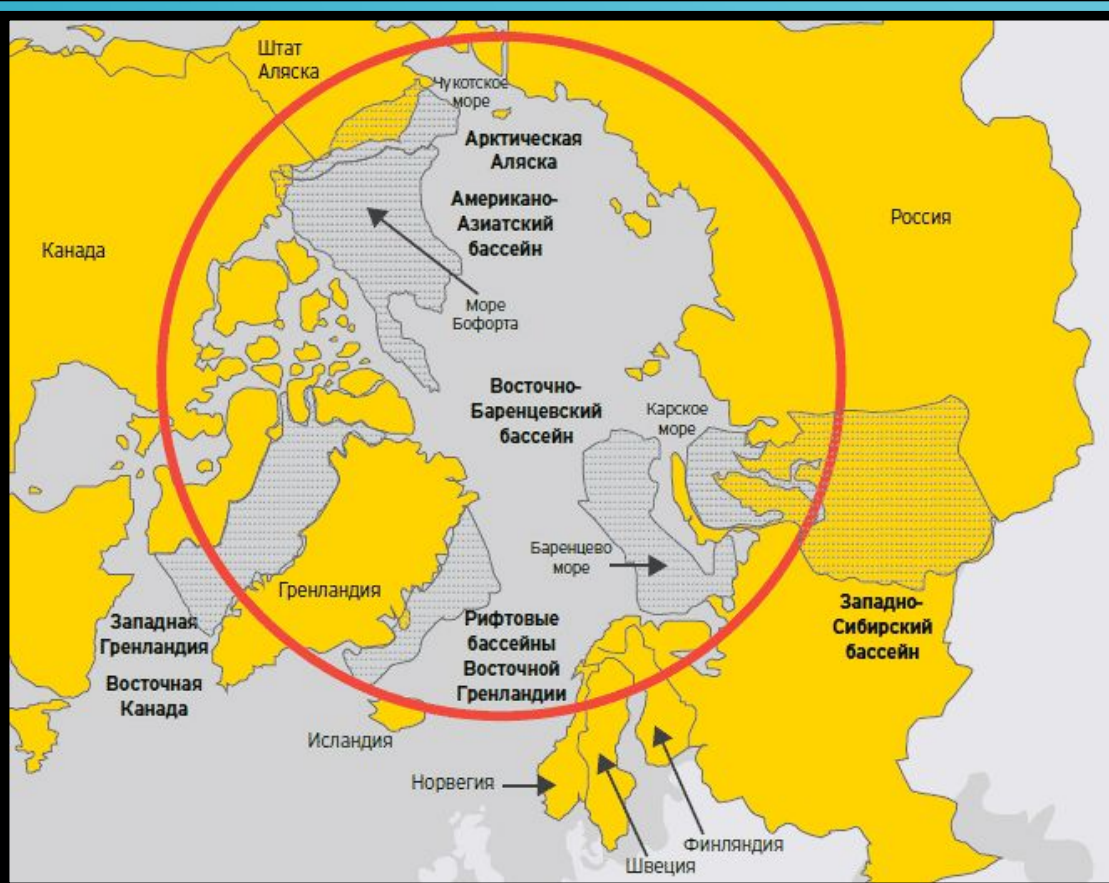 Штат
Аляска
Чукотское
море
Арктическая
Аляска
Американо-
Азиатский
бассейн
Россия
Канада
Море
Бофорта
Восточно-
Баренцевский
бассейн
Карское
море
Баренцево
море
Гренландия
Западная
Гренландия
Восточная
Канада
Рифтовые
бассейны
Восточной
Гренландии
Западно-
Сибирский
бассейн
Исландия
Норвегия
Финляндия
Швеция